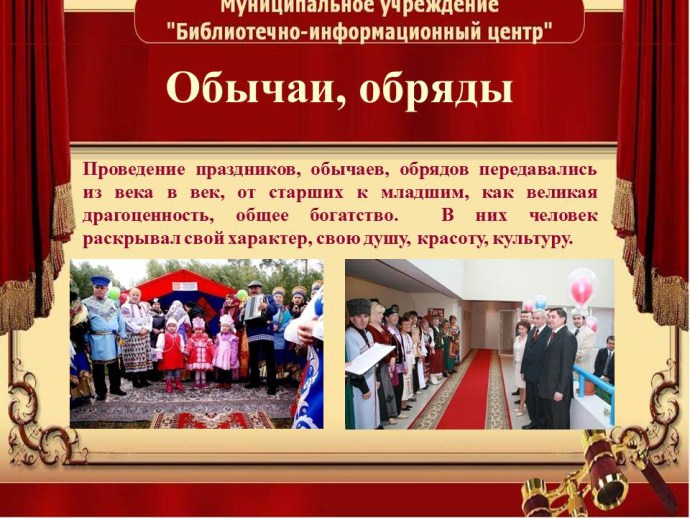 Муниципальное учреждение
"Библиотечно-информационный центр"
Обычаи, обряды
Проведение праздников, обычаев, обрядов передавались
из века в век, от старших к младшим, как великая
драгоценность, общее богатство. В них человек
раскрывал свой характер, свою душу, красоту, культуру.